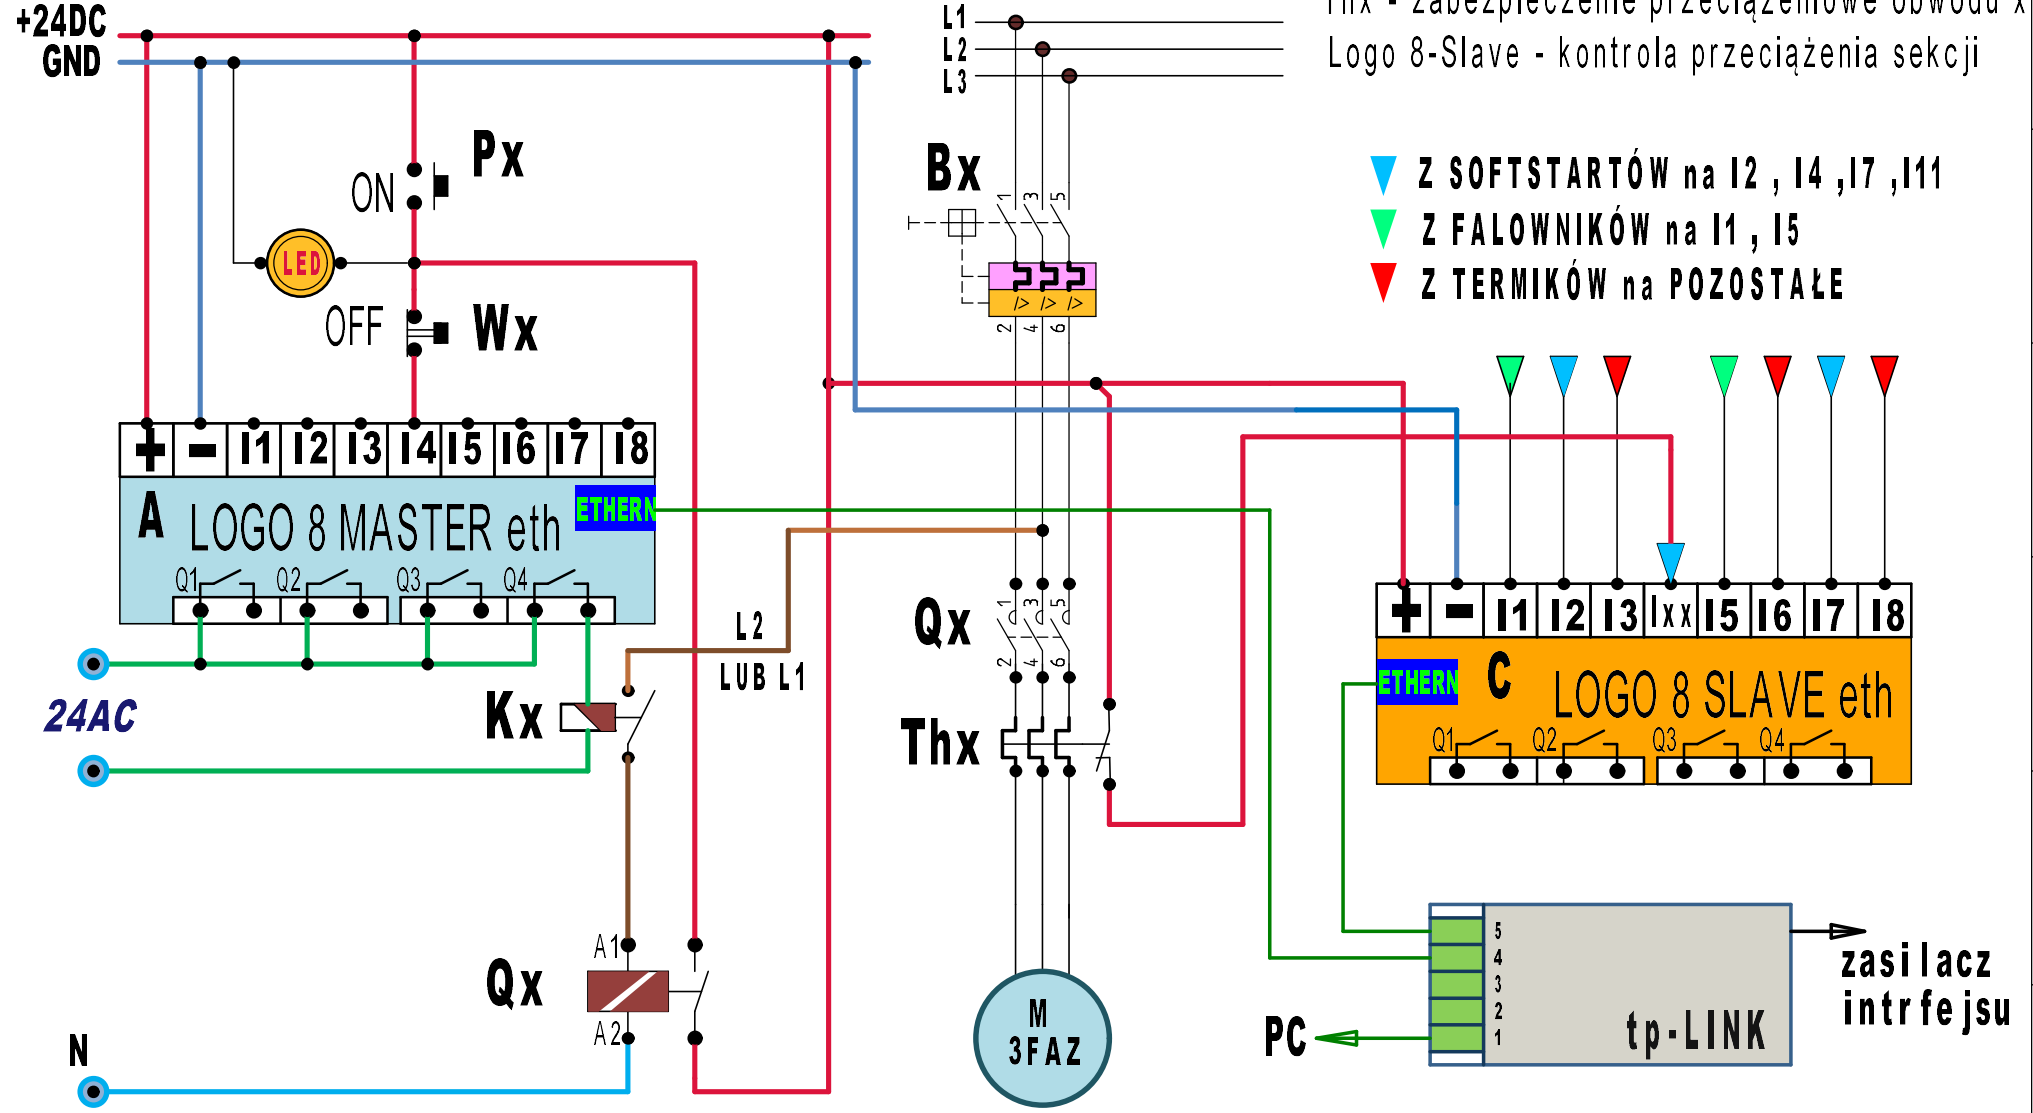 +24DC
GND
L1
L2
L3
Thx - zabezpieczenie przeciążeniowe obwodu x
Logo 8-Slave - kontrola przeciążenia sekcji
Px
ON
LED
OFF
Wx
Bx
1 3 5
/> /> />
2 4 6
Z SOFTSTARTÓW na I2 , I4 ,I7 ,I11
Z FALOWNIKÓW na I1 , I5
Z TERMIKÓW na POZOSTAŁE
+ - I1 I2 I3 I4 I5 I6 I7 I8
A LOGO 8 MASTER eth
ETHERN
Q1 Q2 Q3 Q4
24AC
L2
LUB L1
Kx
Qx
1 3 5
2 4 6
Thx
+ - I1 I2 I3 Ixx I5 I6 I7 I8
ETHERN
C LOGO 8 SLAVE eth
Q1 Q2 Q3 Q4
A1
Qx
A2
N
M
3FAZ
5
4
3
2
1
tp-LINK
PC
zasilacz
intrfejsu